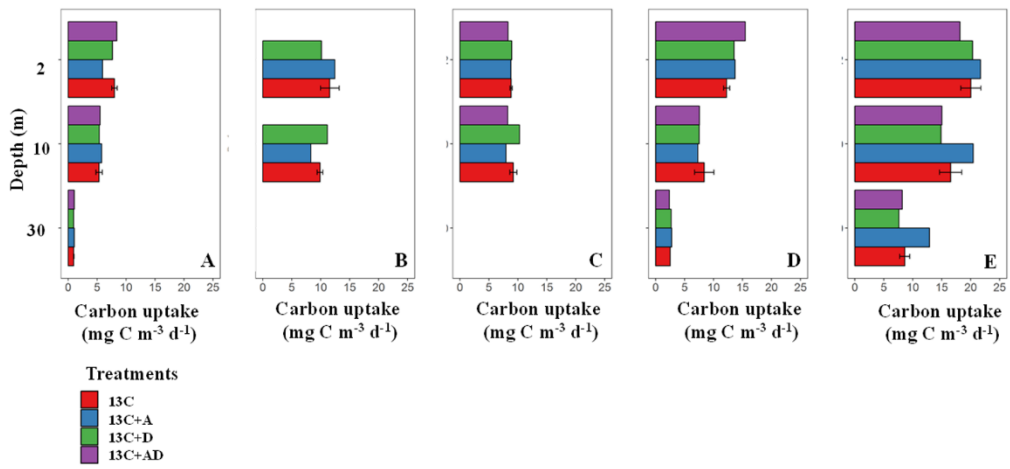 Depth (m)
2
10
30
A
B
C
D
E
0 5 10 15 20 25
0 5 10 15 20 25
0 5 10 15 20 25
0 5 10 15 20 25
0 5 10 15 20 25
Carbon uptake
(mg C m-3 d-1)
Carbon uptake
(mg C m-3 d-1)
Carbon uptake
(mg C m-3 d-1)
Carbon uptake
(mg C m-3 d-1)
Carbon uptake
(mg C m-3 d-1)
Treatments
13C
13C+A
13C+D
13C+AD